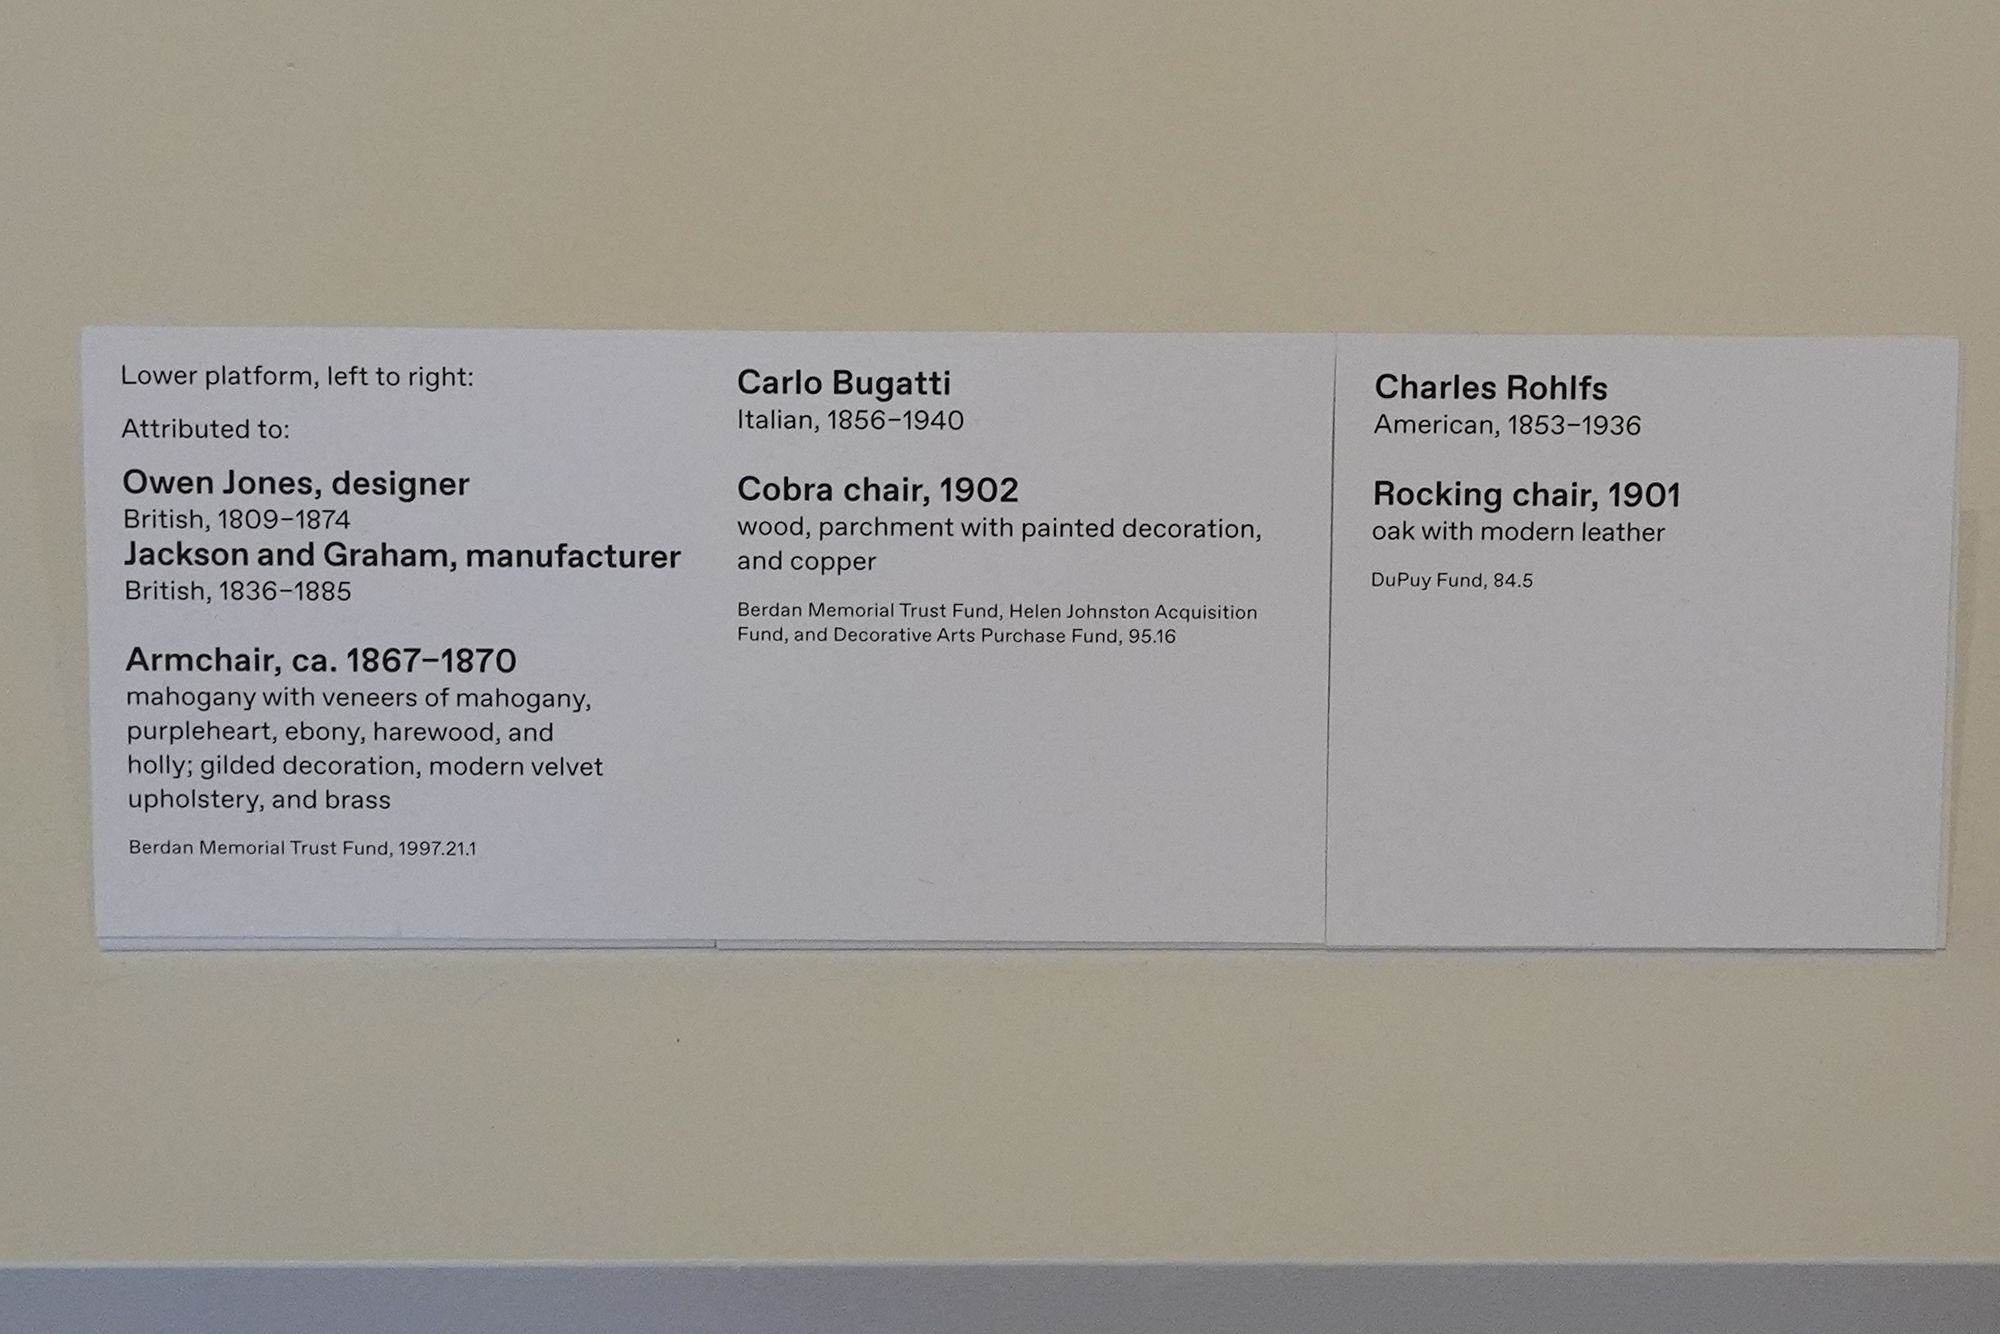 Lower platform, left to right:
Attributed to:
Owen Jones, designer
British, 1809–1874
Jackson and Graham, manufacturer
British, 1836–1885
Armchair, ca. 1867–1870
mahogany with veneers of mahogany,
purpleheart, ebony, harewood, and
holly; gilded decoration, modern velvet
upholstery, and brass
Berdan Memorial Trust Fund, 1997.21.1
Carlo Bugatti
Italian, 1856–1940
Cobra chair, 1902
wood, parchment with painted decoration,
and copper
Berdan Memorial Trust Fund, Helen Johnston Acquisition
Fund, and Decorative Arts Purchase Fund, 95.16
Charles Rohlfs
American, 1853–1936
Rocking chair, 1901
oak with modern leather
DuPuy Fund, 84.5